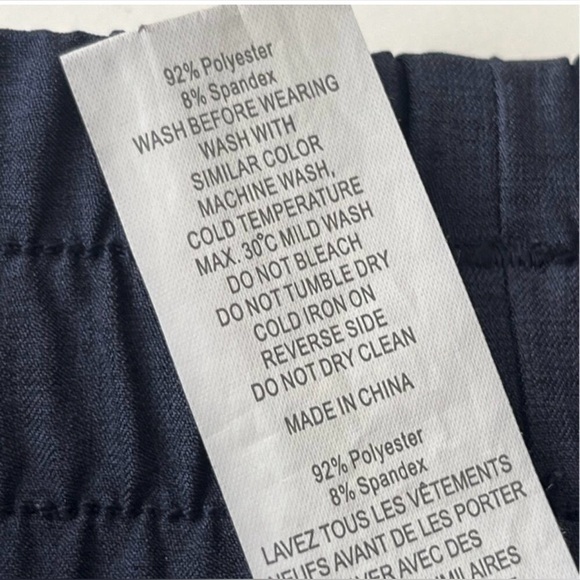 92% Polyester
8% Spandex
WASH BEFORE WEARING
WASH WITH
SIMILAR COLOR
MACHINE WASH,
COLD TEMPERATURE
MAX. 30°C MILD WASH
DO NOT BLEACH
DO NOT TUMBLE DRY
COLD IRON ON
REVERSE SIDE
DO NOT DRY CLEAN
MADE IN CHINA
92% Polyester
8% Spandex
LAVEZ TOUS LES VÊTEMENTS
NEUFS AVANT DE LES PORTER
AVEC DES